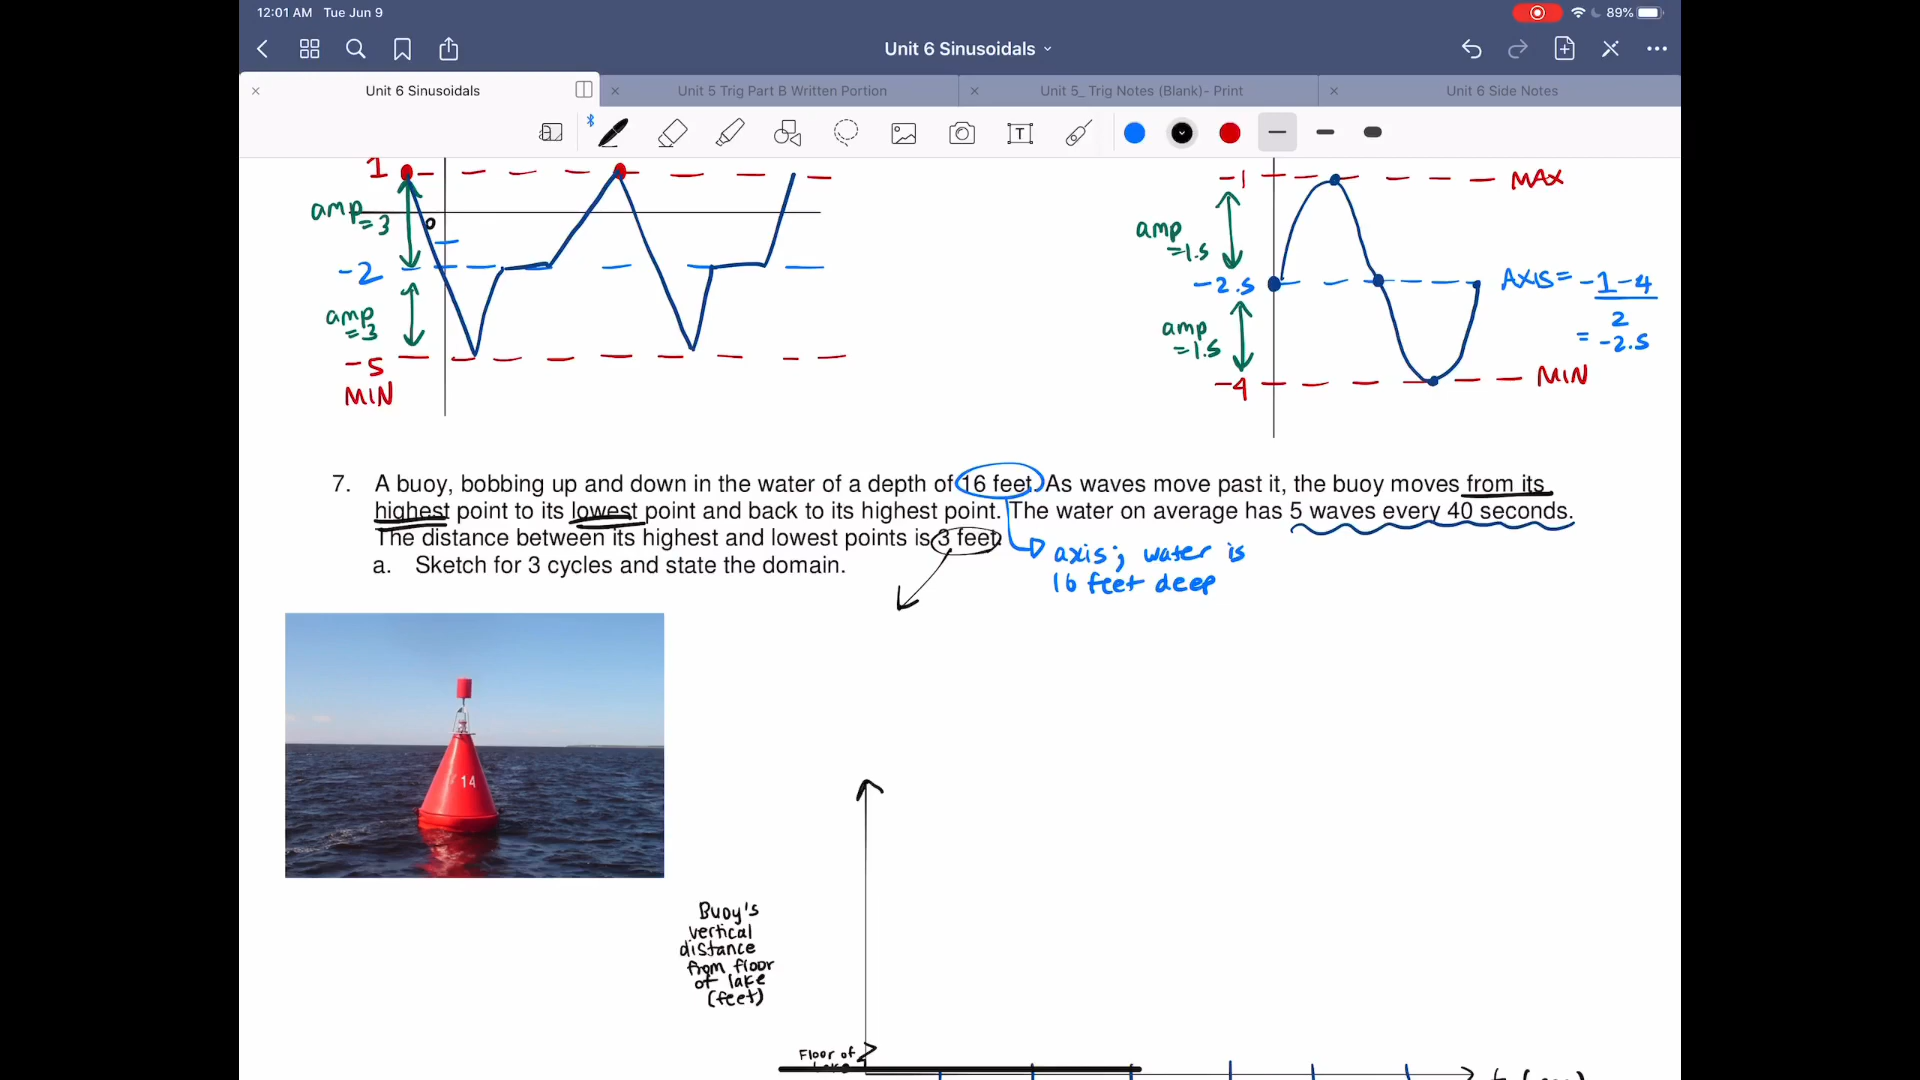 12:01 AM Tue Jun 9
89%
Unit 6 Sinusoidals
Unit 6 Sinusoidals
Unit 5 Trig Part B Written Portion
Unit 5_ Trig Notes (Blank)- Print
Unit 6 Side Notes
1
amp
= 3
0
-2
amp
= 3
-5
MIN
-1
MAX
amp
=1.5
-2.5
AXIS = -1-4
2
= -2.5
amp
=1.5
-4
MIN
7. A buoy, bobbing up and down in the water of a depth of 16 feet. As waves move past it, the buoy moves from its
highest point to its lowest point and back to its highest point. The water on average has 5 waves every 40 seconds.
The distance between its highest and lowest points is 3 feet.
axis; water is
16 feet deep
a. Sketch for 3 cycles and state the domain.
14
Buoy's
vertical
distance
from floor
of lake
(feet)
Floor of
Lake